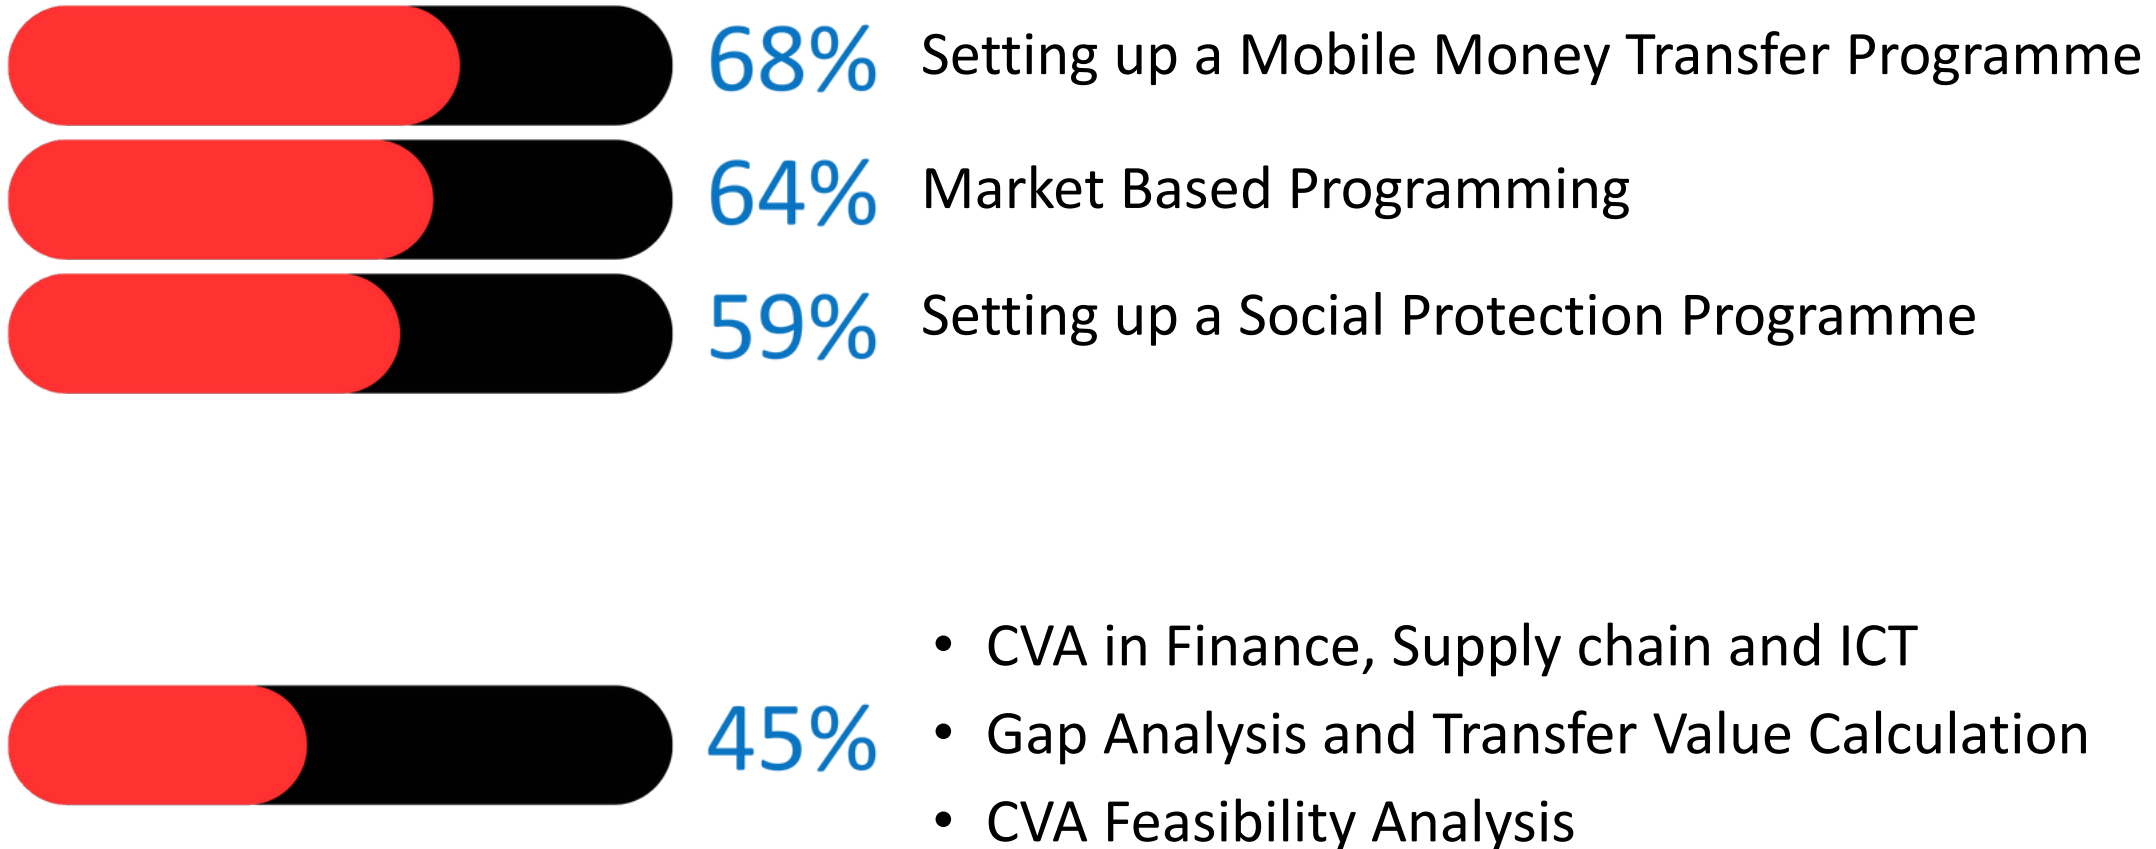 68% Setting up a Mobile Money Transfer Programme
64% Market Based Programming
59% Setting up a Social Protection Programme
• CVA in Finance, Supply chain and ICT
45% • Gap Analysis and Transfer Value Calculation
• CVA Feasibility Analysis